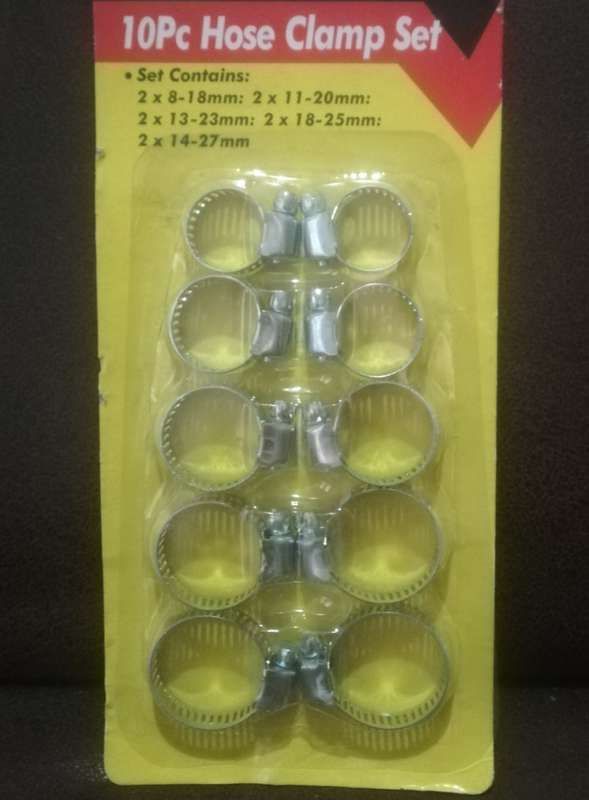 10Pc Hose Clamp Set
• Set Contains:
2 x 8-18mm: 2 x 11-20mm:
2 x 13-23mm: 2 x 18-25mm:
2 x 14-27mm